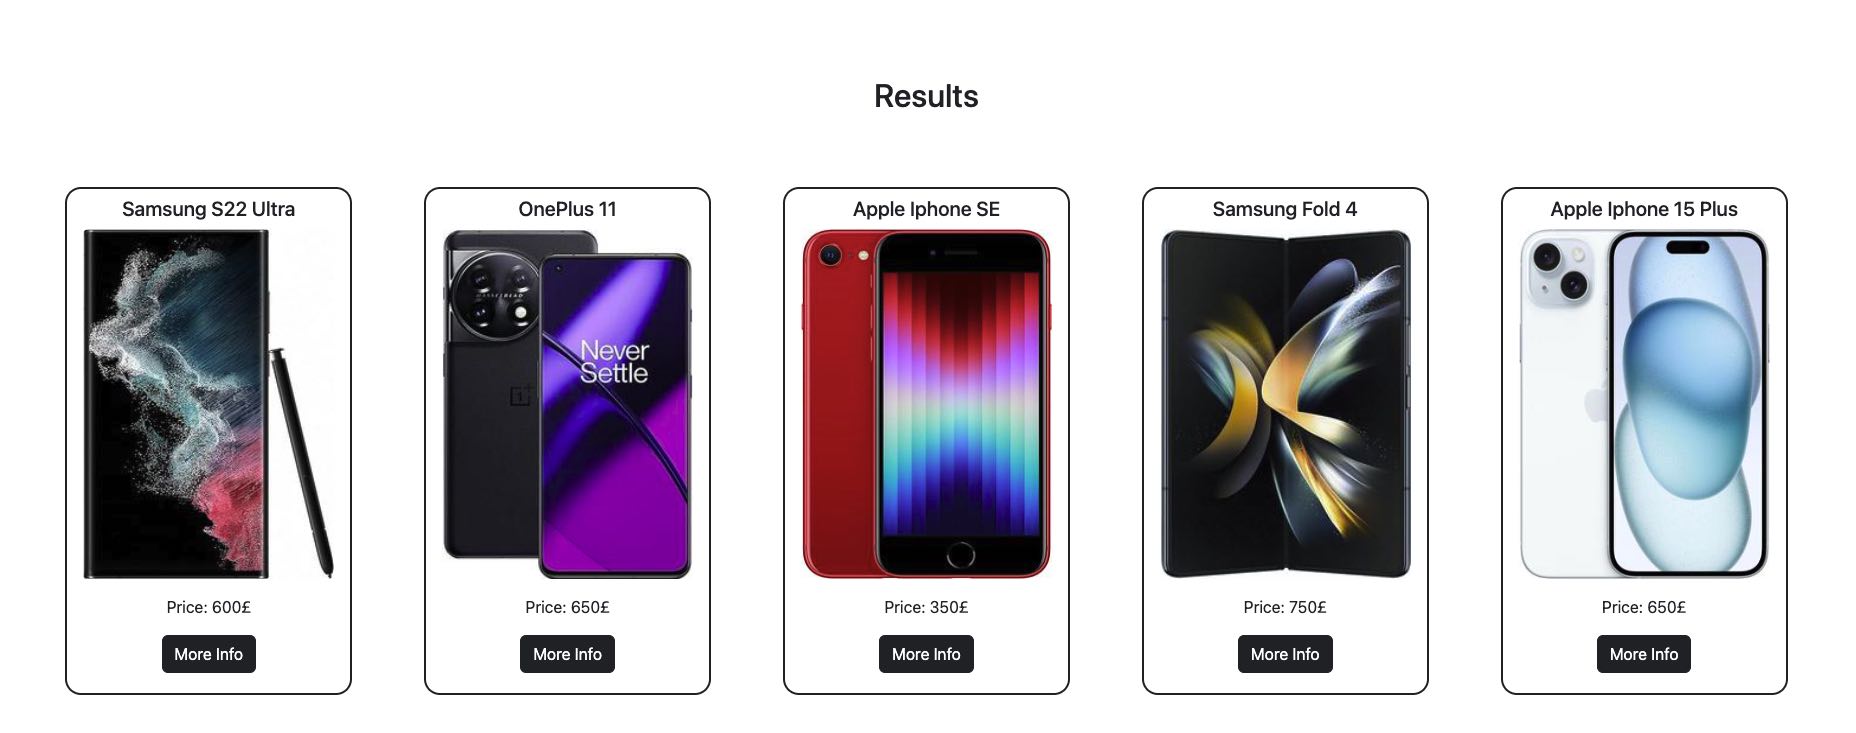 Results
Samsung S22 Ultra
HASSELBLAD
Never
Settle
Price: 600£
More Info
OnePlus 11
Price: 650£
More Info
Apple Iphone SE
Price: 350£
More Info
Samsung Fold 4
Price: 750£
More Info
Apple Iphone 15 Plus
Price: 650£
More Info